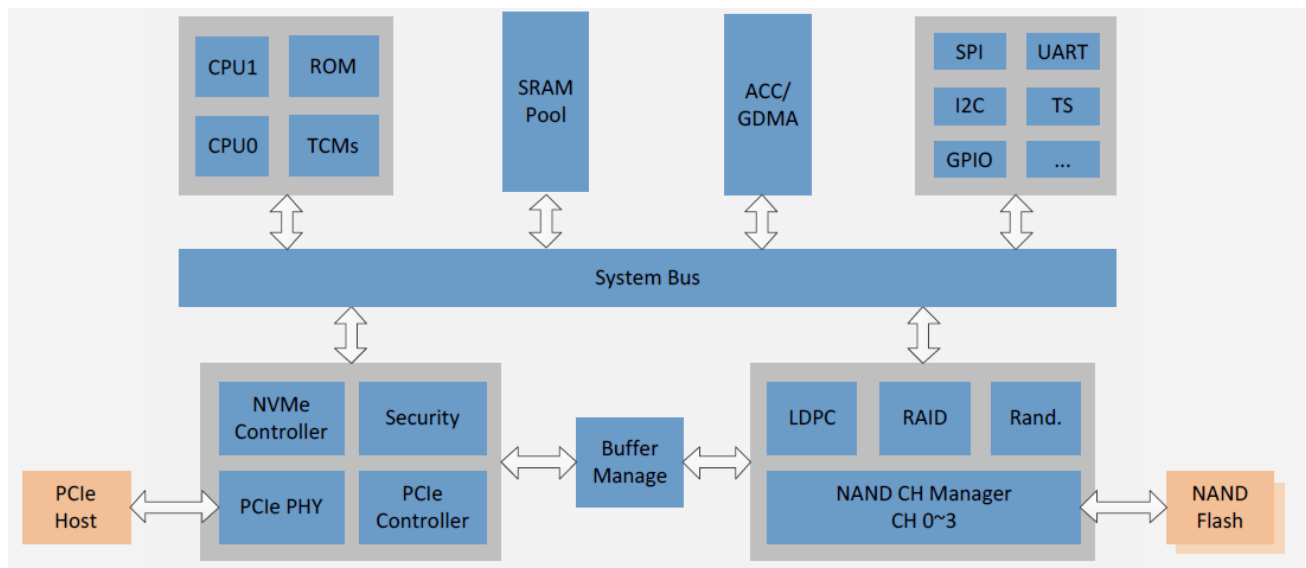 CPU1
ROM
CPU0
TCMs
SRAM
Pool
ACC/
GDMA
SPI
UART
I2C
TS
GPIO
...
System Bus
NVMe
Controller
Security
PCIe PHY
PCIe
Controller
Buffer
Manage
LDPC
RAID
Rand.
NAND CH Manager
CH 0~3
PCIe
Host
NAND
Flash